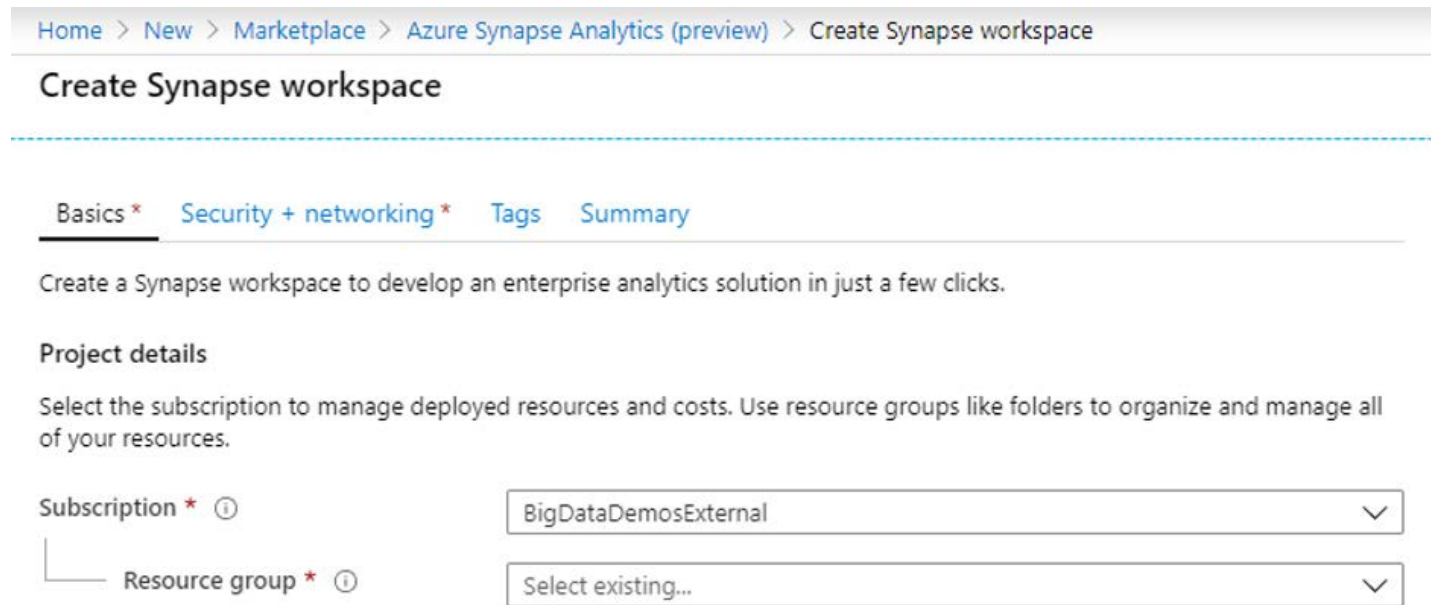 Home > New > Marketplace > Azure Synapse Analytics (preview) > Create Synapse workspace
Create Synapse workspace
Basics * Security + networking * Tags Summary
Create a Synapse workspace to develop an enterprise analytics solution in just a few clicks.
Project details
Select the subscription to manage deployed resources and costs. Use resource groups like folders to organize and manage all
of your resources.
Subscription * BigDataDemosExternal
Resource group * Select existing...